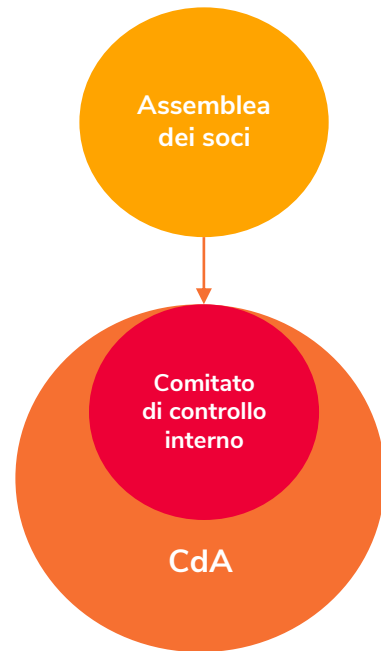 Assemblea
dei soci
Comitato
di controllo
interno
CdA